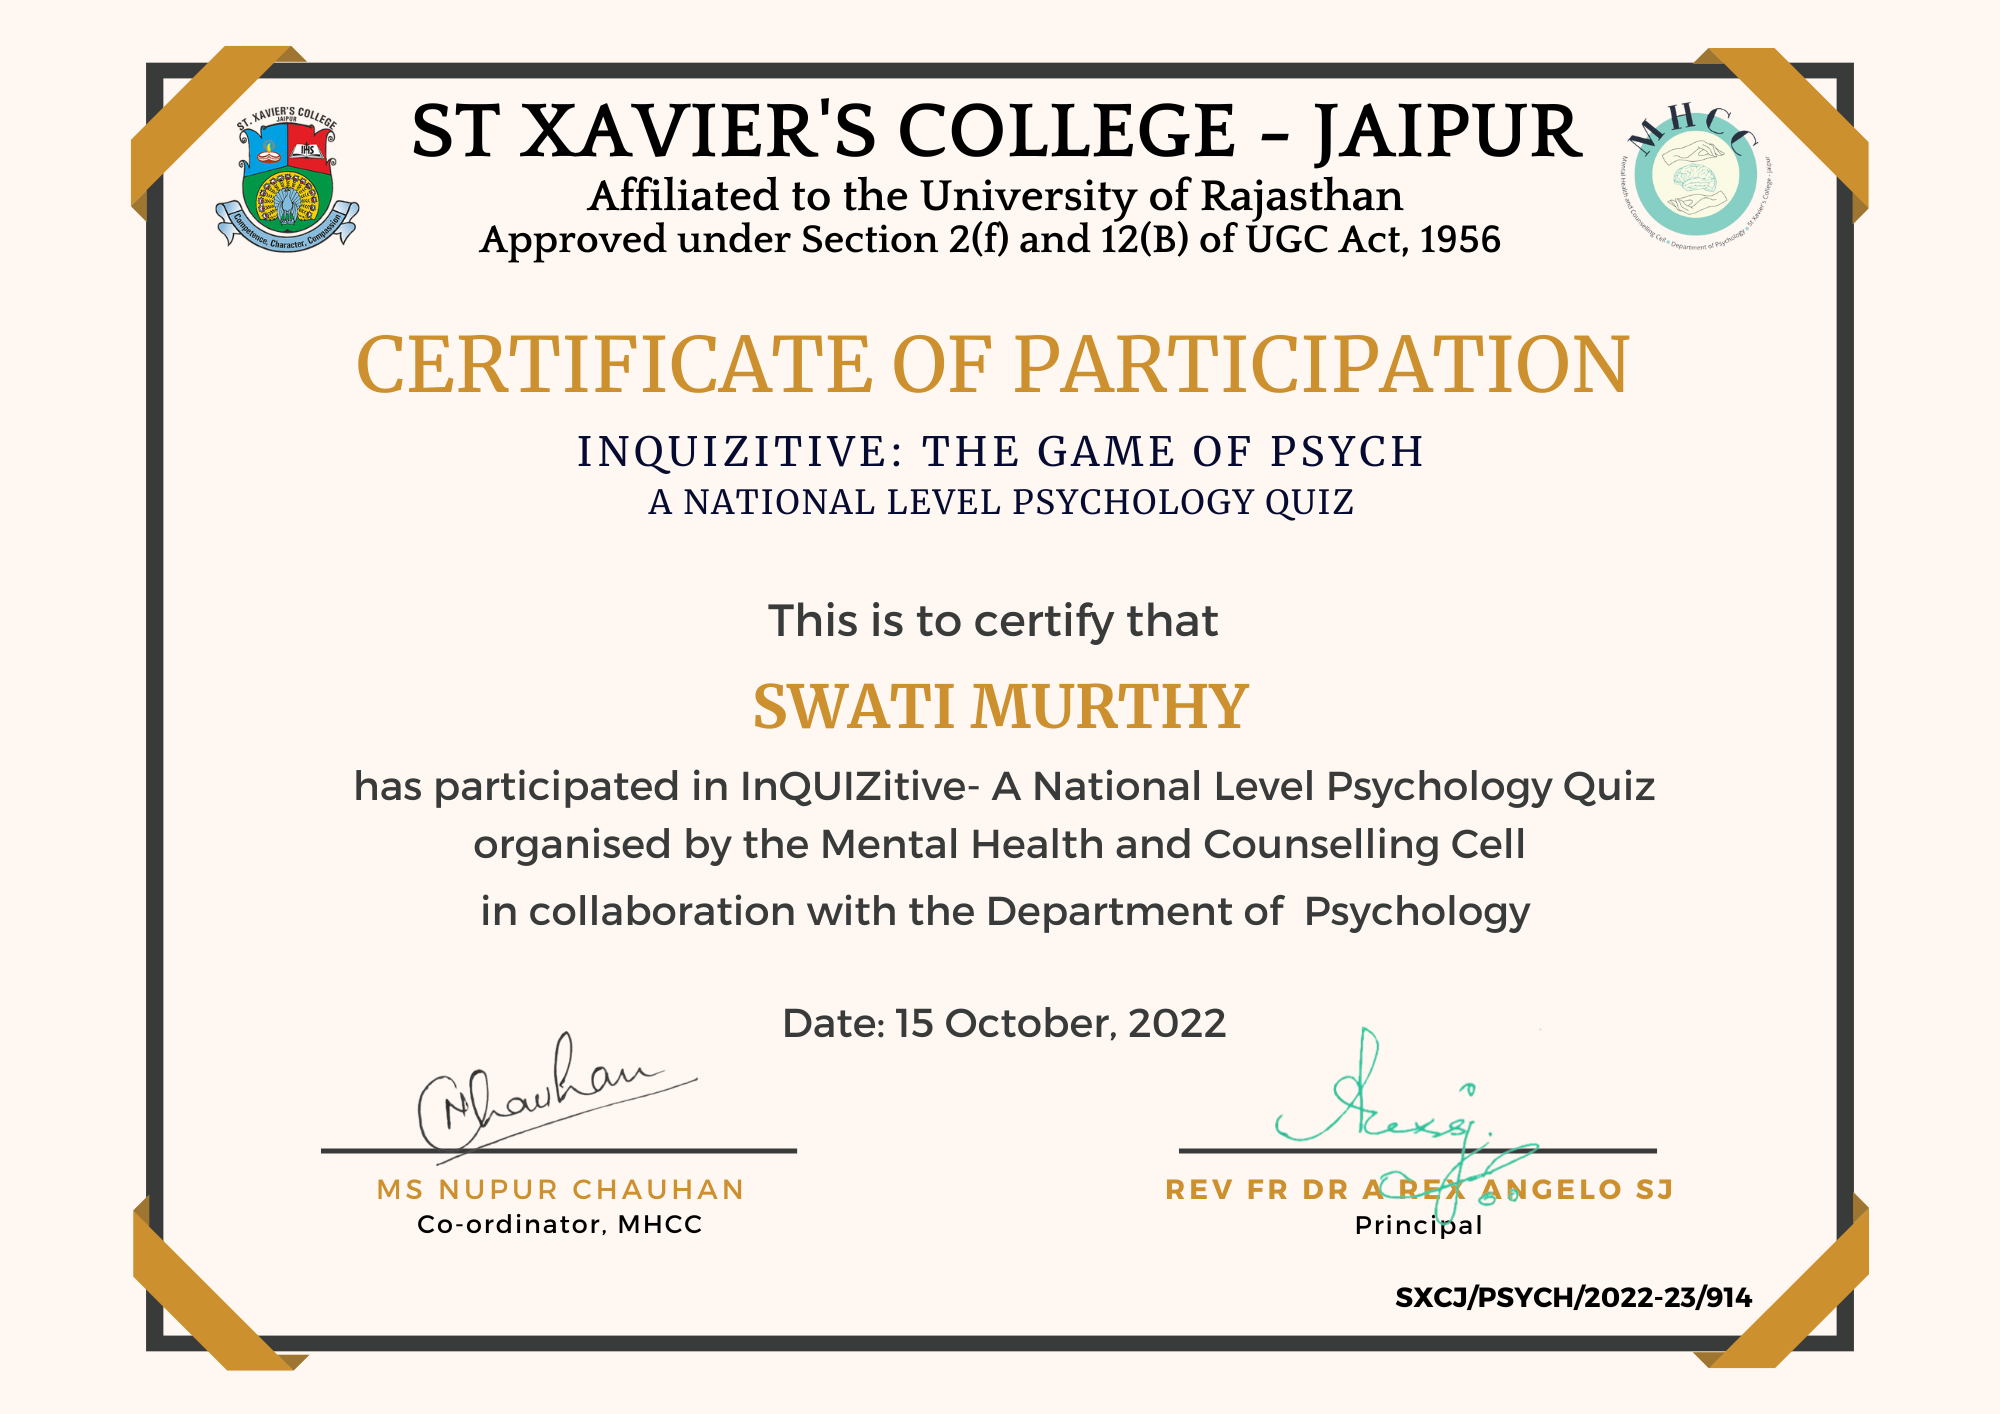 ST. XAVIER'S COLLEGE
JAIPUR
IHS
Competence, Character, Compassion
ST XAVIER'S COLLEGE - JAIPUR
Affiliated to the University of Rajasthan
Approved under Section 2(f) and 12(B) of UGC Act, 1956
MHCC
Mental Health and Counselling Cell • Department of Psychology • St Xavier's College - Jaipur
CERTIFICATE OF PARTICIPATION
INQUIZITIVE: THE GAME OF PSYCH
A NATIONAL LEVEL PSYCHOLOGY QUIZ
This is to certify that
SWATI MURTHY
has participated in InQUIZitive- A National Level Psychology Quiz
organised by the Mental Health and Counselling Cell
in collaboration with the Department of  Psychology
Date: 15 October, 2022
NChauhan
MS NUPUR CHAUHAN
Co-ordinator, MHCC
REV FR DR A REX ANGELO SJ
Principal
SXCJ/PSYCH/2022-23/914